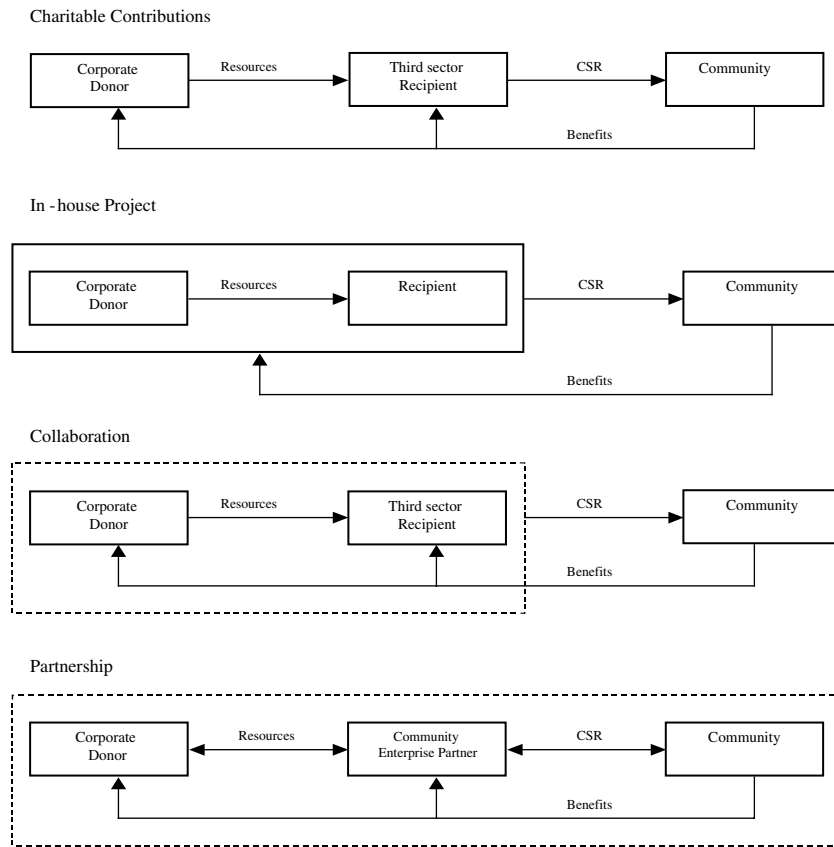 Charitable Contributions
Corporate
Donor
Resources
Third sector
Recipient
CSR
Community
Benefits
In - house Project
Corporate
Donor
Resources
Recipient
CSR
Community
Benefits
Collaboration
Corporate
Donor
Resources
Third sector
Recipient
CSR
Community
Benefits
Partnership
Corporate
Donor
Resources
Community
Enterprise Partner
CSR
Community
Benefits